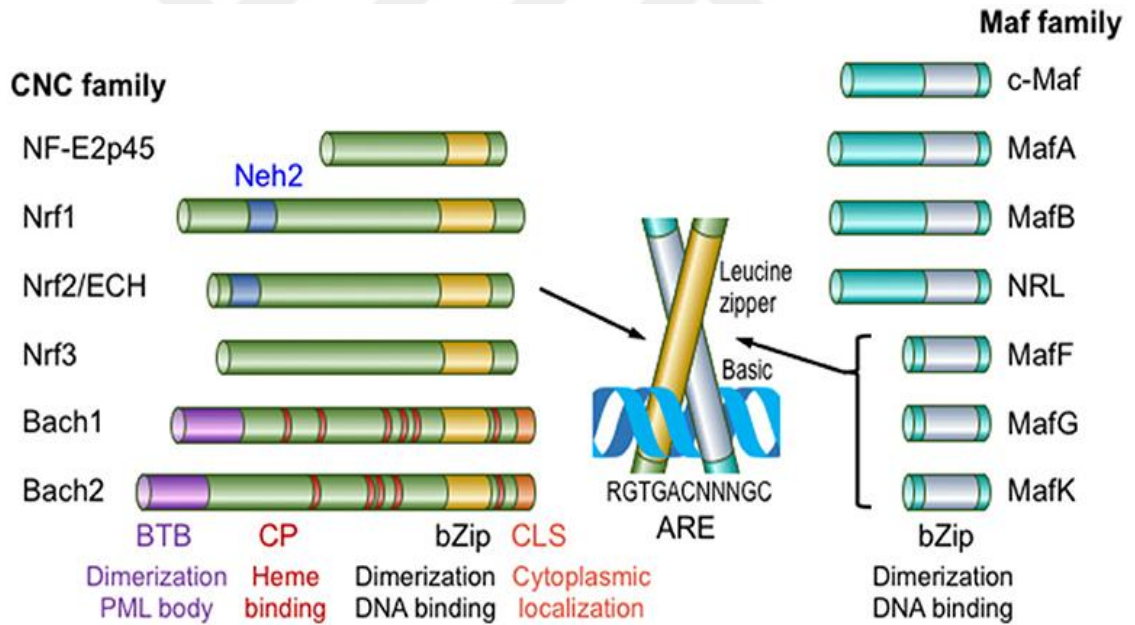 Maf family
c-Maf
CNC family
NF-E2p45
MafA
Neh2
Nrf1
MafB
Nrf2/ECH
Leucine
zipper
NRL
Nrf3
Basic
MafF
Bach1
MafG
Bach2
RGTGACNNNGC
MafK
BTB
CP
bZip
CLS
ARE
bZip
Dimerization
PML body
Heme
binding
Dimerization
DNA binding
Cytoplasmic
localization
Dimerization
DNA binding